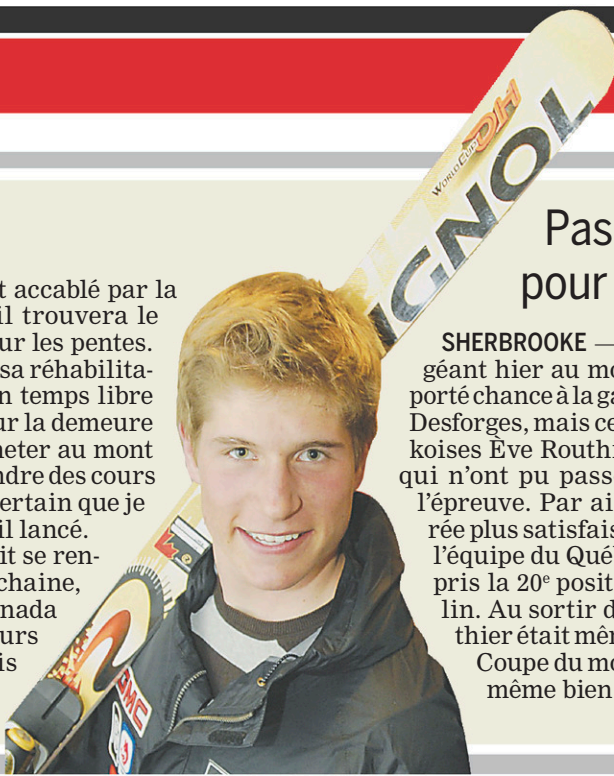 WORLD CUP DH
IGNOL
t accablé par la
il trouvera le
ur les pentes.
sa réhabilita-
n temps libre
ur la demeure
heter au mont
ndre des cours
ertain que je
il lancé.
it se ren-
chaine,
nada
urs
is
GMC
Pas
pour
SHERBROOKE —
géant hier au mo
porté chance à la ga
Desforges, mais ce
koises Ève Routhi
qui n'ont pu pass
l'épreuve. Par ai
rée plus satisfais
l'équipe du Québ
pris la 20e posit
lin. Au sortir d
thier était mêm
Coupe du mo
même bien